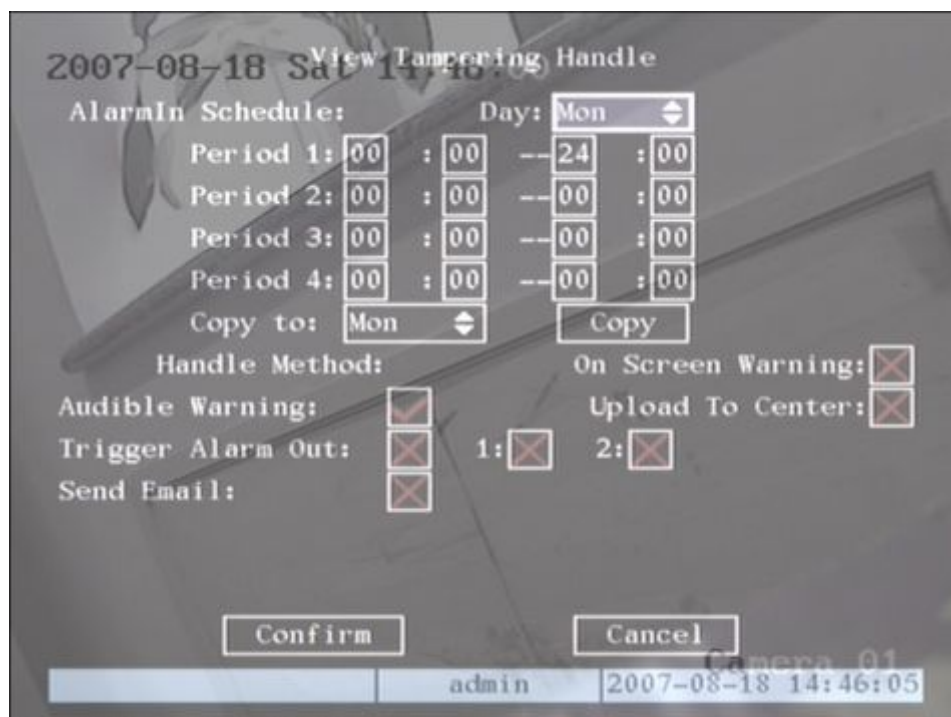 View Tampering Handle
2007-08-18 Sat 14:46:
AlarmIn Schedule: Day: Mon
Period 1: 00 : 00 --24 : 00
Period 2: 00 : 00 --00 : 00
Period 3: 00 : 00 --00 : 00
Period 4: 00 : 00 --00 : 00
Copy to: Mon Copy
Handle Method: On Screen Warning:
Audible Warning: Upload To Center:
Trigger Alarm Out: 1: 2:
Send Email:
Confirm Cancel
Camera 01
admin 2007-08-18 14:46:05